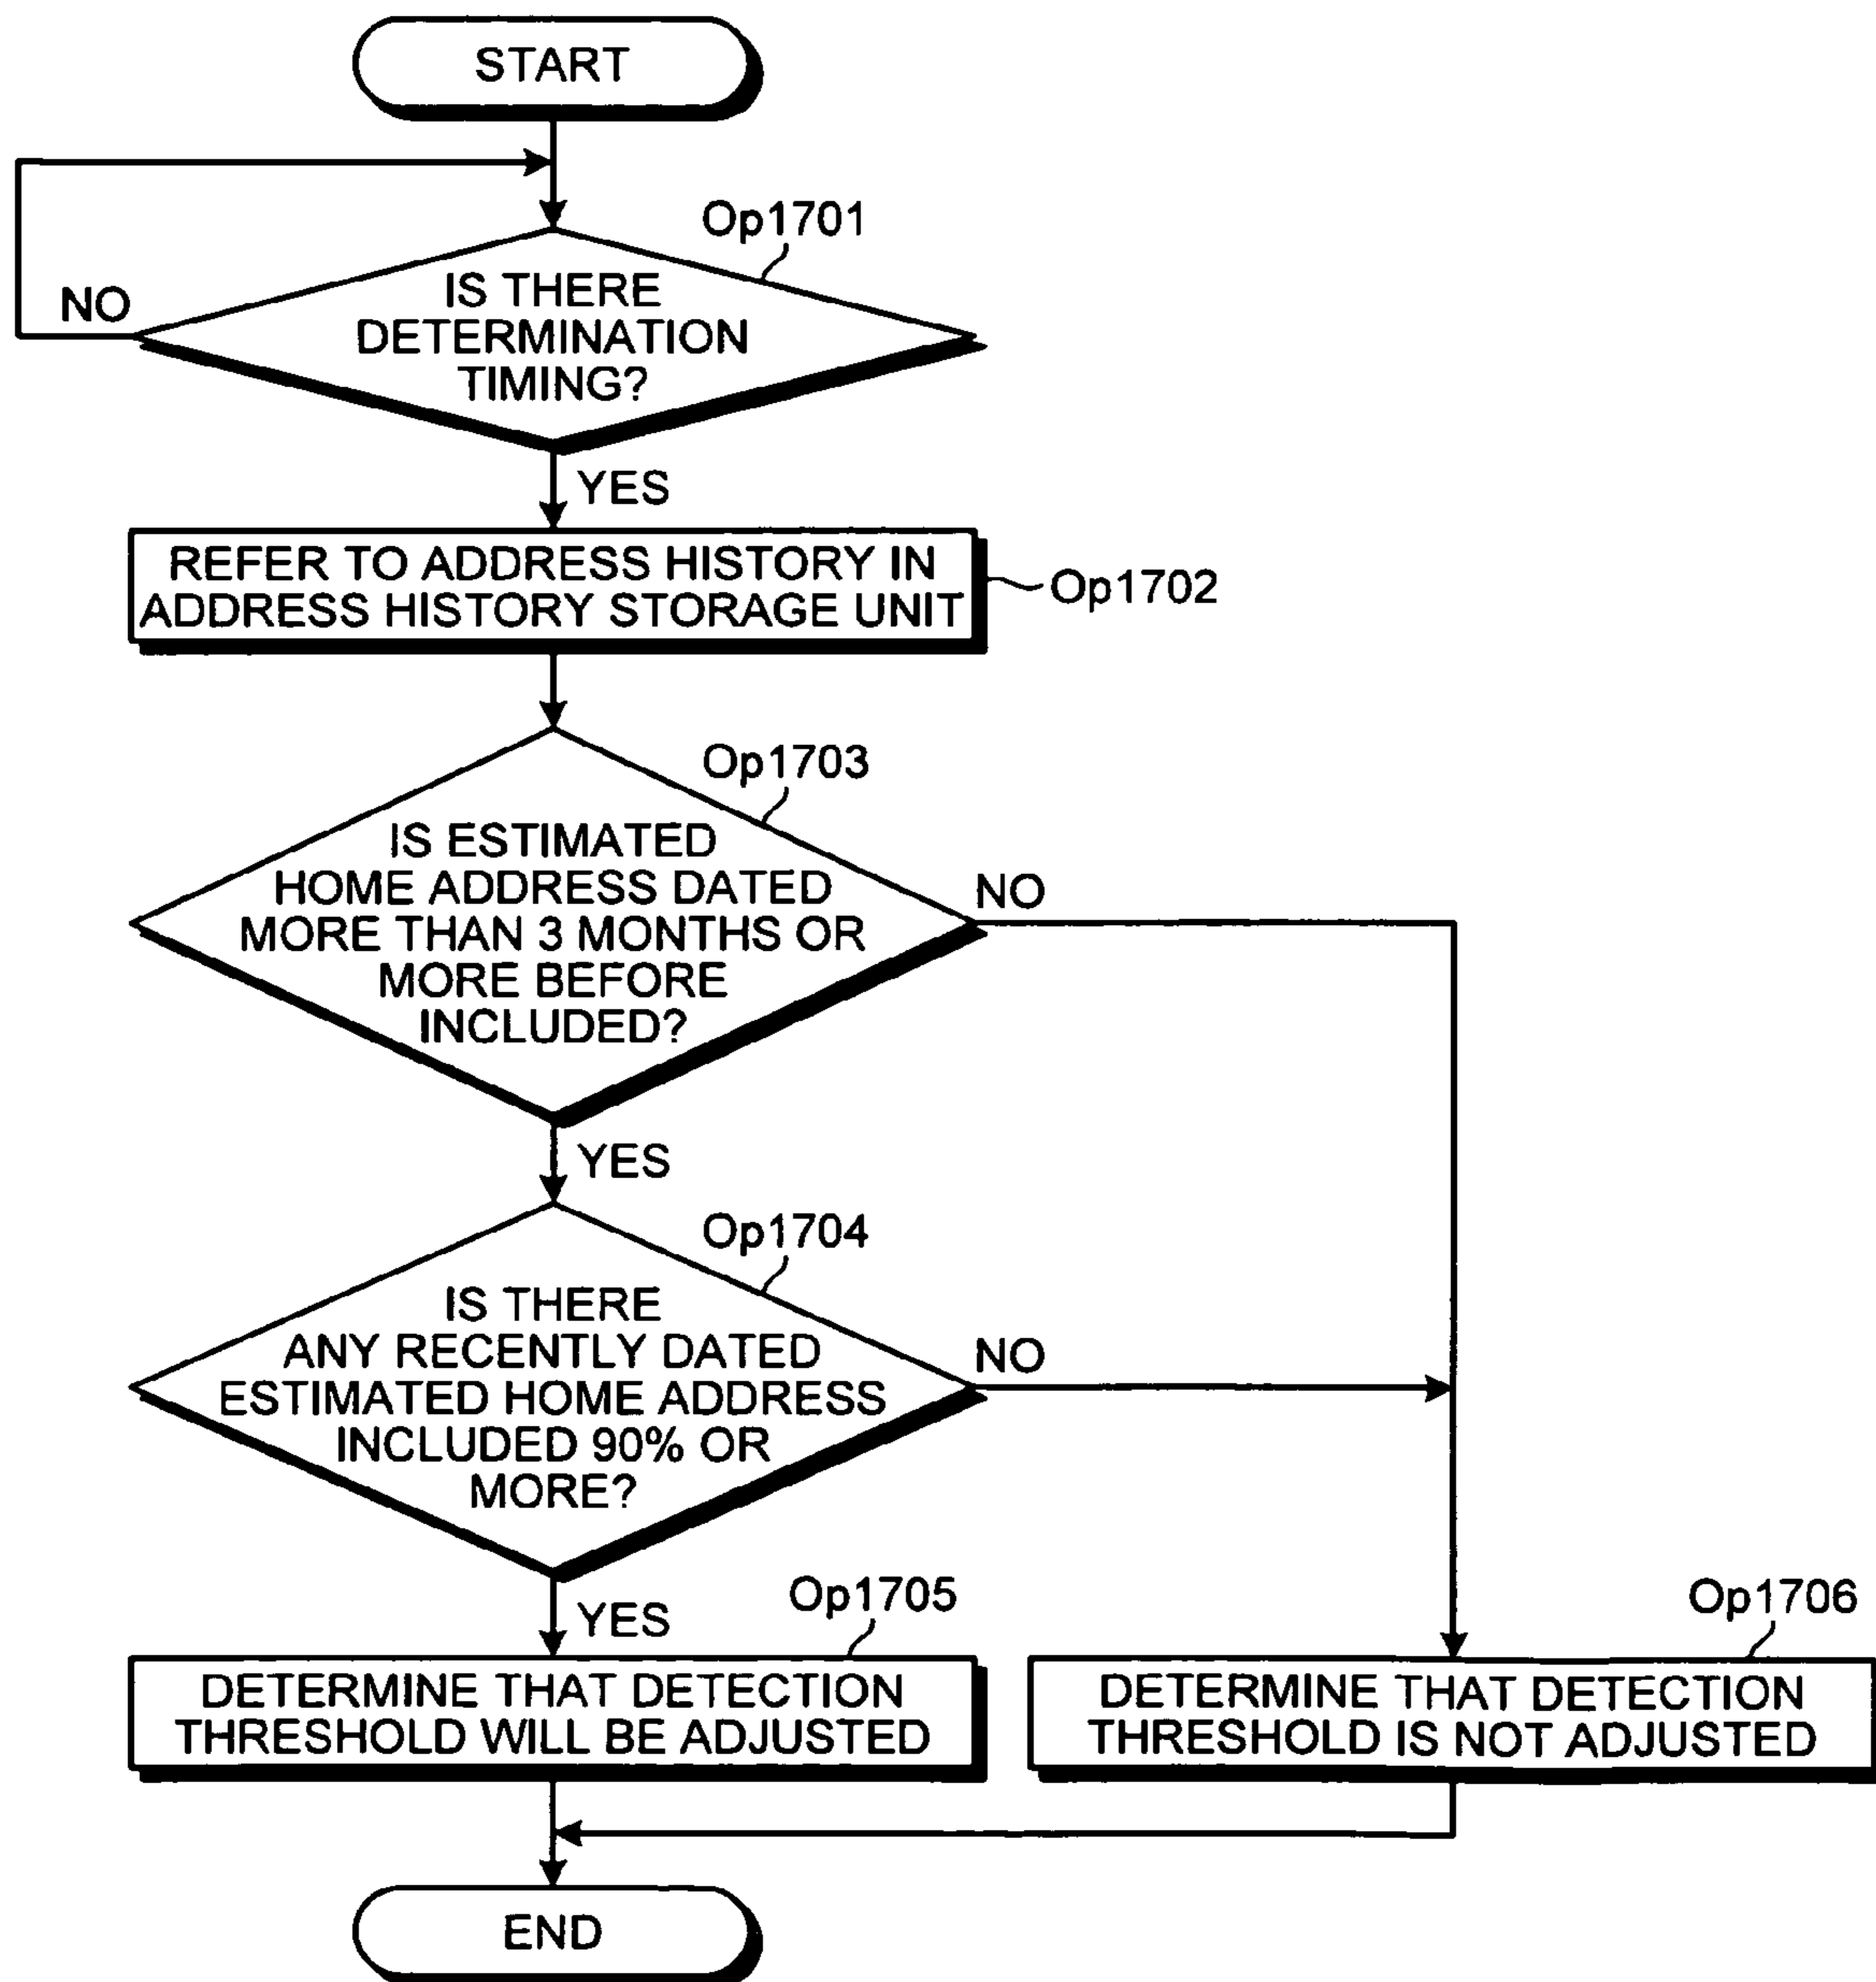 START
Op1701
NO
IS THERE
DETERMINATION
TIMING?
YES
REFER TO ADDRESS HISTORY IN
ADDRESS HISTORY STORAGE UNIT
Op1702
Op1703
IS ESTIMATED
HOME ADDRESS DATED
MORE THAN 3 MONTHS OR
MORE BEFORE
INCLUDED?
NO
YES
Op1704
IS THERE
ANY RECENTLY DATED
ESTIMATED HOME ADDRESS
INCLUDED 90% OR
MORE?
NO
YES
Op1705
DETERMINE THAT DETECTION
THRESHOLD WILL BE ADJUSTED
Op1706
DETERMINE THAT DETECTION
THRESHOLD IS NOT ADJUSTED
END